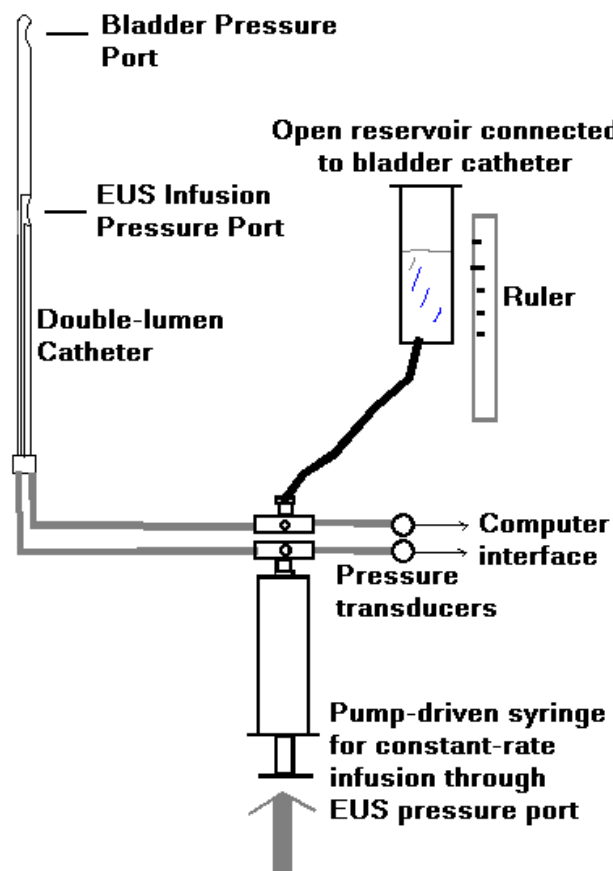 Bladder Pressure
Port
Open reservoir connected
to bladder catheter
EUS Infusion
Pressure Port
Ruler
Double-lumen
Catheter
Computer
interface
Pressure
transducers
Pump-driven syringe
for constant-rate
infusion through
EUS pressure port